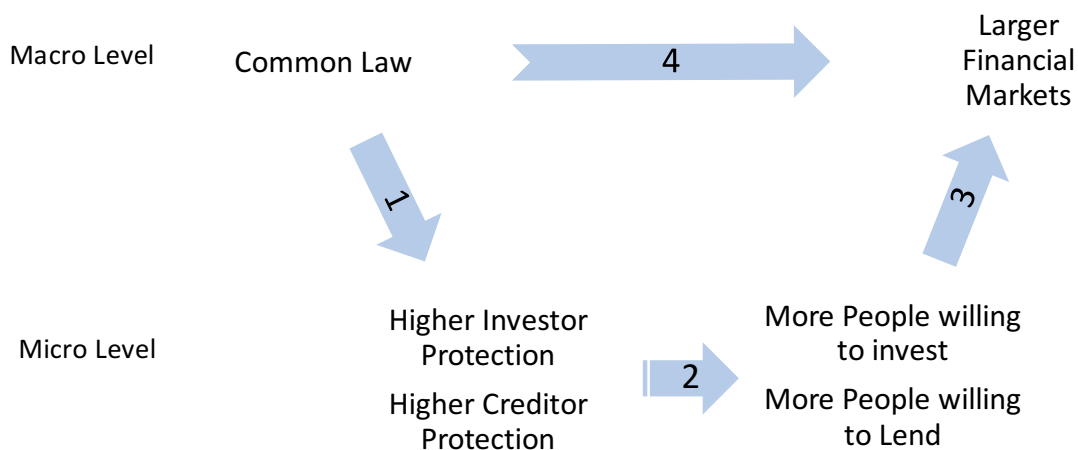 Macro Level
Common Law
4
Larger
Financial
Markets
1
3
Micro Level
Higher Investor
Protection
Higher Creditor
Protection
2
More People willing
to invest
More People willing
to Lend